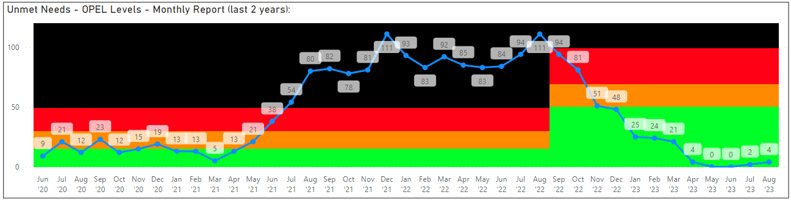 Unmet Needs - OPEL Levels - Monthly Report (last 2 years):
100
50
0
9 21 12 23 12 15 19 13 13 5 13 21 38 54 80 82 78 81 111 93 83 92 85 83 84 94 111 94 81 51 48 25 24 21 4 0 0 2 4
Jun Jul Aug Sep Oct Nov Dec Jan Feb Mar Apr May Jun Jul Aug Sep Oct Nov Dec Jan Feb Mar Apr May Jun Jul Aug Sep Oct Nov Dec Jan Feb Mar Apr May Jun Jul Aug
'20 '20 '20 '20 '20 '20 '20 '21 '21 '21 '21 '21 '21 '21 '21 '21 '21 '21 '21 '22 '22 '22 '22 '22 '22 '22 '22 '22 '22 '22 '22 '23 '23 '23 '23 '23 '23 '23 '23